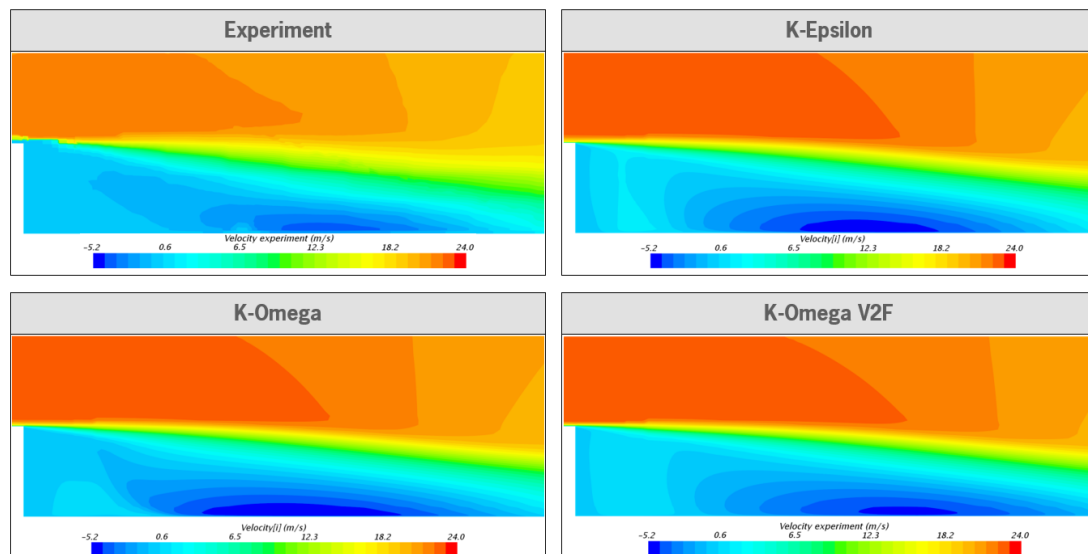 Experiment
K-Epsilon
Velocity experiment (m/s)
-5.2 0.6 6.5 12.3 18.2 24.0
Velocity[i] (m/s)
-5.2 0.6 6.5 12.3 18.2 24.0
K-Omega
K-Omega V2F
Velocity[i] (m/s)
-5.2 0.6 6.5 12.3 18.2 24.0
Velocity experiment (m/s)
-5.2 0.6 6.5 12.3 18.2 24.0